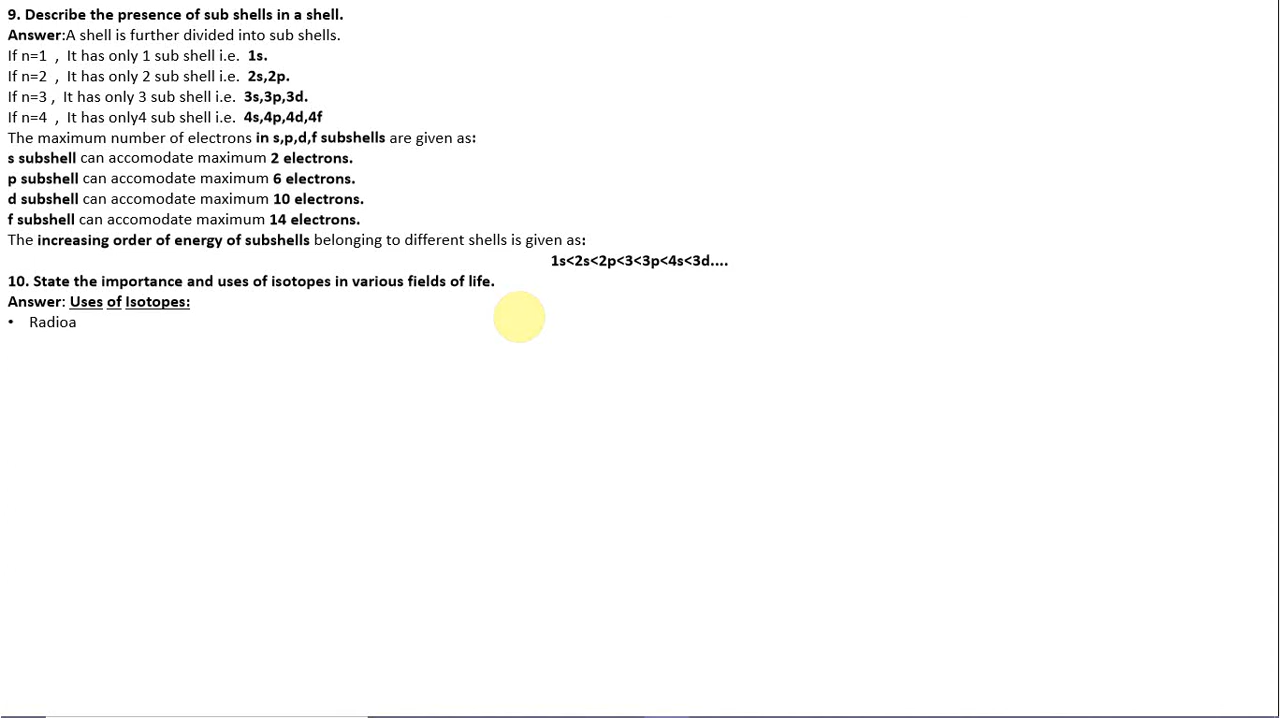 9. Describe the presence of sub shells in a shell.
Answer:A shell is further divided into sub shells.
If n=1 , It has only 1 sub shell i.e. 1s.
If n=2 , It has only 2 sub shell i.e. 2s,2p.
If n=3 , It has only 3 sub shell i.e. 3s,3p,3d.
If n=4 , It has only4 sub shell i.e. 4s,4p,4d,4f
The maximum number of electrons in s,p,d,f subshells are given as:
s subshell can accomodate maximum 2 electrons.
p subshell can accomodate maximum 6 electrons.
d subshell can accomodate maximum 10 electrons.
f subshell can accomodate maximum 14 electrons.
The increasing order of energy of subshells belonging to different shells is given as:
1s<2s<2p<3<3p<4s<3d....
10. State the importance and uses of isotopes in various fields of life.
Answer: Uses of Isotopes:
• Radioa